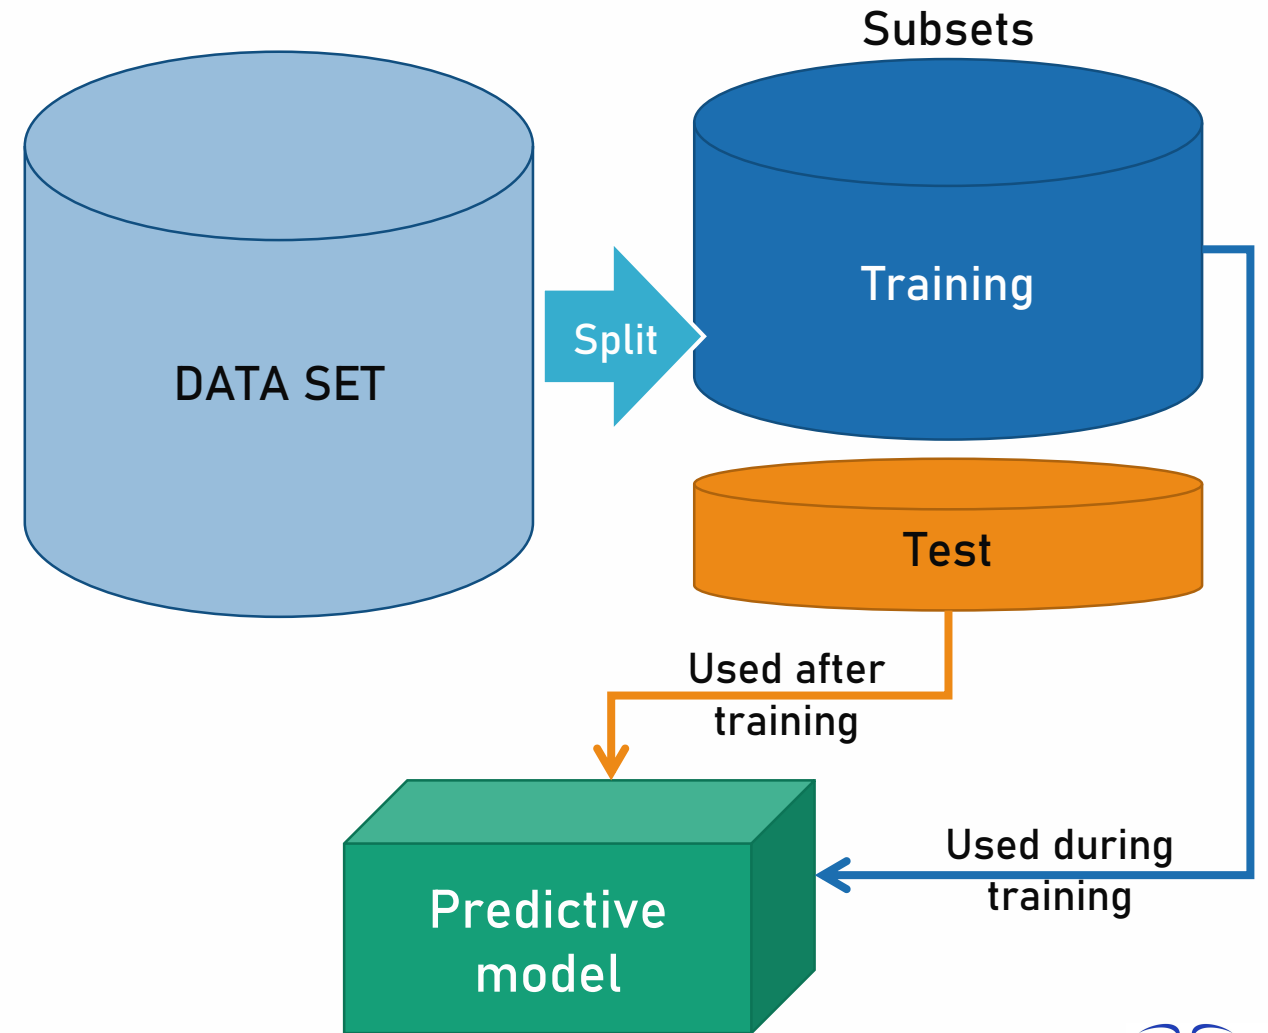 Subsets
Training
Split
DATA SET
Test
Used after
training
Used during
training
Predictive
model